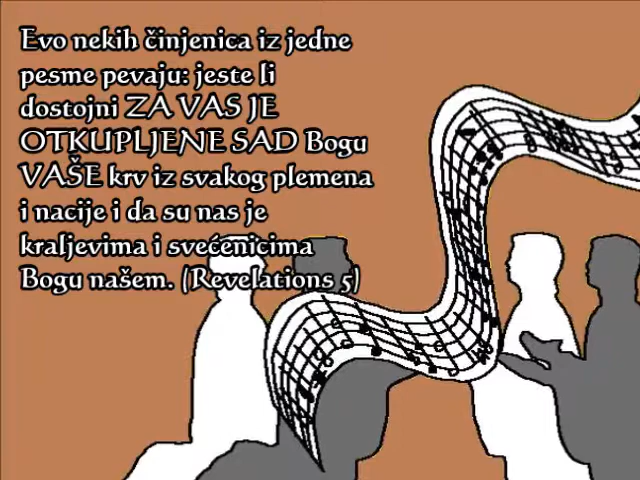 Evo nekih činjenica iz jedne
pesme pevaju: jeste li
dostojni ZA VAS JE
OTKUPLJENE SAD Bogu
VAŠE krv iz svakog plemena
i nacije i da su nas je
kraljevima i svećenicima
Bogu našem. (Revelations 5)